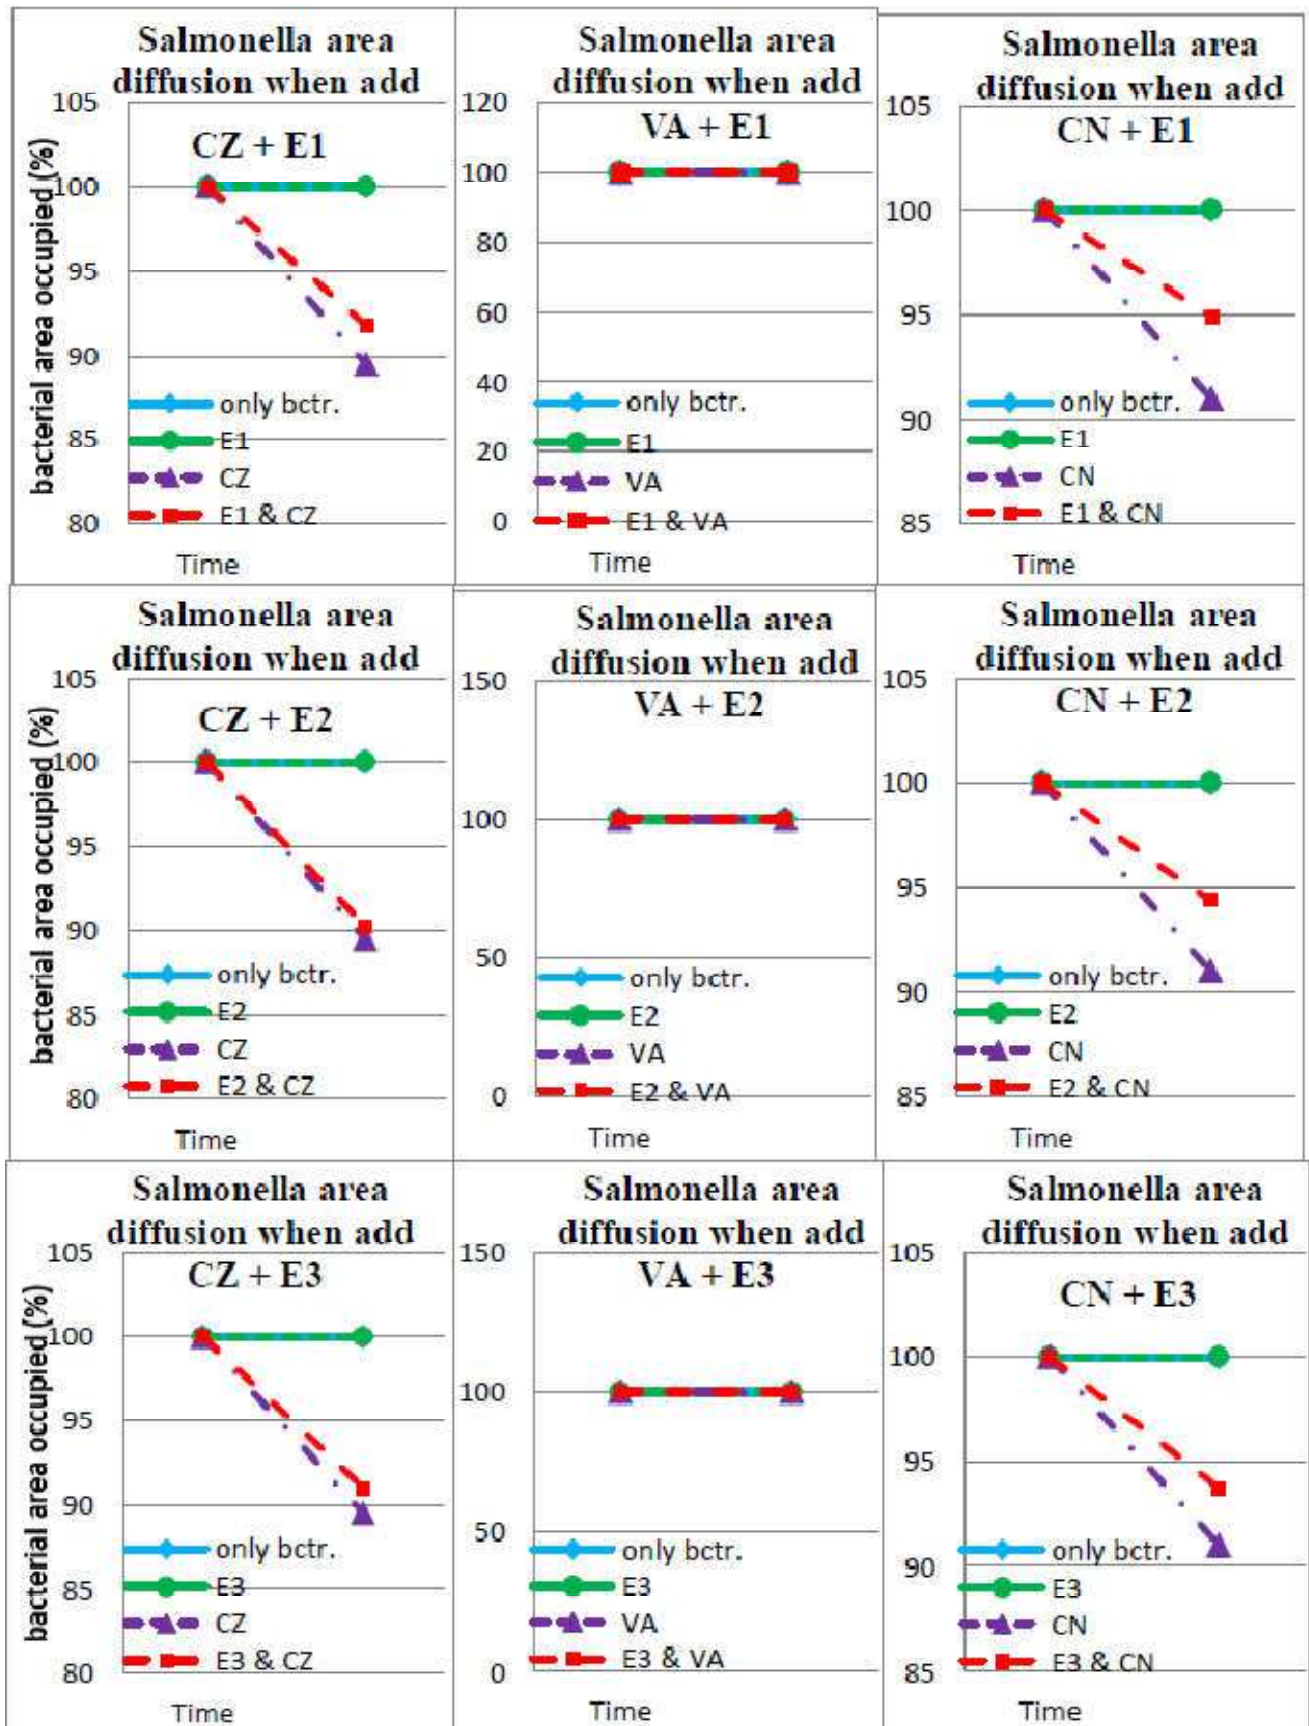 Salmonella area
diffusion when add
CZ + E1
bacterial area occupied (%)
105
100
95
90
85
80
only bctr.
E1
CZ
E1 & CZ
Time
Salmonella area
diffusion when add
VA + E1
120
100
80
60
40
20
0
only bctr.
E1
VA
E1 & VA
Time
Salmonella area
diffusion when add
CN + E1
105
100
95
90
85
only bctr.
E1
CN
E1 & CN
Time
Salmonella area
diffusion when add
CZ + E2
bacterial area occupied (%)
105
100
95
90
85
80
only bctr.
E2
CZ
E2 & CZ
Time
Salmonella area
diffusion when add
VA + E2
150
100
50
0
only bctr.
E2
VA
E2 & VA
Time
Salmonella area
diffusion when add
CN + E2
105
100
95
90
85
only bctr.
E2
CN
E2 & CN
Time
Salmonella area
diffusion when add
CZ + E3
bacterial area occupied (%)
105
100
95
90
85
80
only bctr.
E3
CZ
E3 & CZ
Time
Salmonella area
diffusion when add
VA + E3
150
100
50
0
only bctr.
E3
VA
E3 & VA
Time
Salmonella area
diffusion when add
CN + E3
105
100
95
90
85
only bctr.
E3
CN
E3 & CN
Time